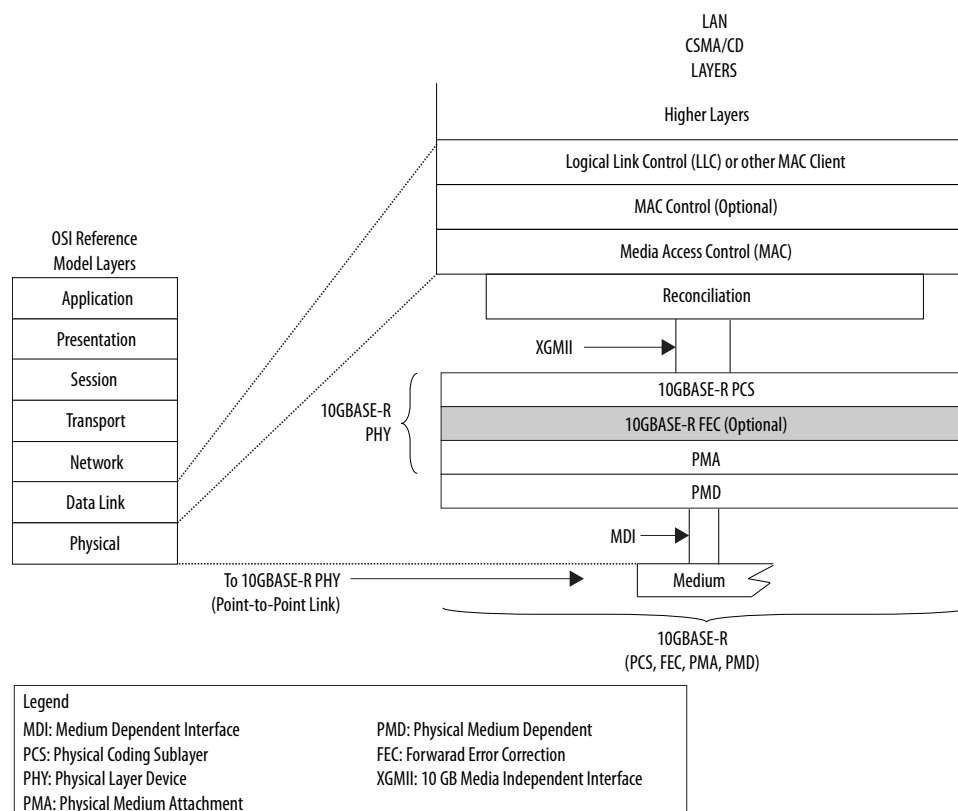 LAN
CSMA/CD
LAYERS
Higher Layers
Logical Link Control (LLC) or other MAC Client
MAC Control (Optional)
Media Access Control (MAC)
Reconciliation
OSI Reference
Model Layers
Application
Presentation
Session
Transport
Network
Data Link
Physical
XGMII
10GBASE-R
PHY
10GBASE-R PCS
10GBASE-R FEC (Optional)
PMA
PMD
MDI
To 10GBASE-R PHY
(Point-to-Point Link)
Medium
10GBASE-R
(PCS, FEC, PMA, PMD)
Legend
MDI: Medium Dependent Interface
PCS: Physical Coding Sublayer
PHY: Physical Layer Device
PMA: Physical Medium Attachment
PMD: Physical Medium Dependent
FEC: Forwarad Error Correction
XGMII: 10 GB Media Independent Interface